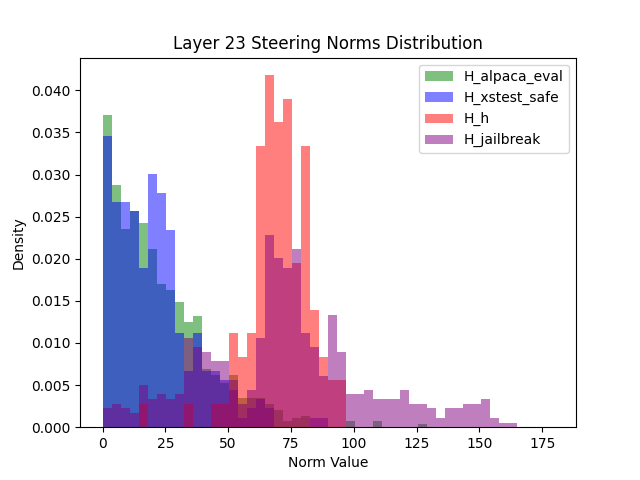 Layer 23 Steering Norms Distribution
H_alpaca_eval
H_xstest_safe
H_h
H_jailbreak
Density
0.040
0.035
0.030
0.025
0.020
0.015
0.010
0.005
0.000
0 25 50 75 100 125 150 175
Norm Value